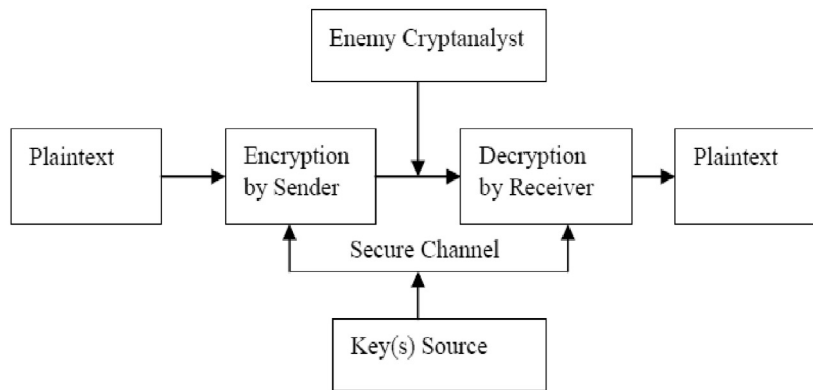 Enemy Cryptanalyst
Plaintext
Encryption
by Sender
Decryption
by Receiver
Plaintext
Secure Channel
Key(s) Source